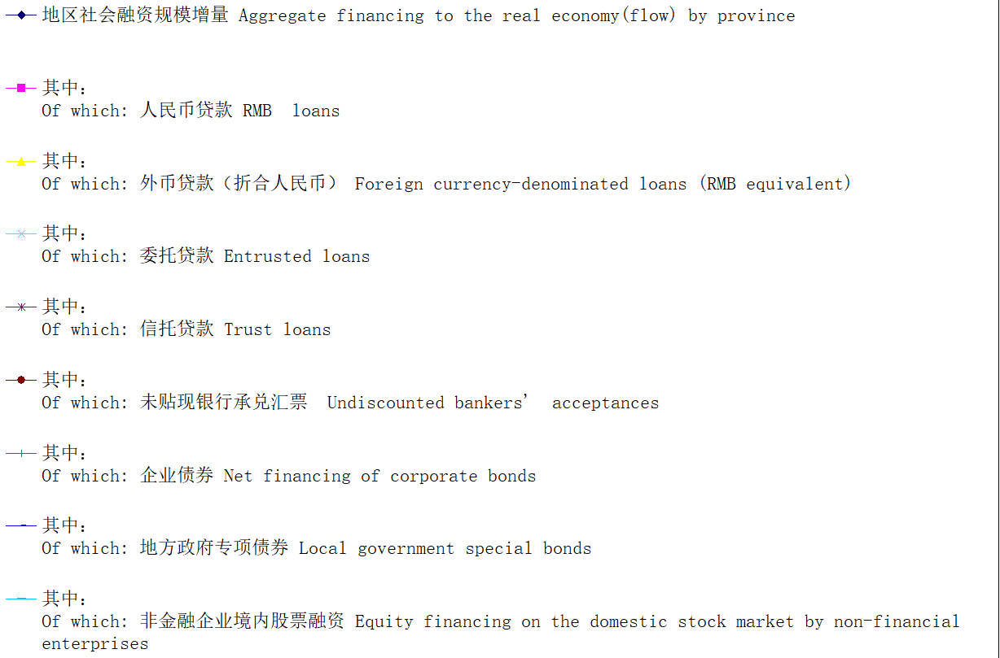 地区社会融资规模增量 Aggregate financing to the real economy(flow) by province
其中：
Of which: 人民币贷款 RMB  loans
其中：
Of which: 外币贷款（折合人民币） Foreign currency-denominated loans (RMB equivalent)
其中：
Of which: 委托贷款 Entrusted loans
其中：
Of which: 信托贷款 Trust loans
其中：
Of which: 未贴现银行承兑汇票  Undiscounted bankers’ acceptances
其中：
Of which: 企业债券 Net financing of corporate bonds
其中：
Of which: 地方政府专项债券 Local government special bonds
其中：
Of which: 非金融企业境内股票融资 Equity financing on the domestic stock market by non-financial
enterprises